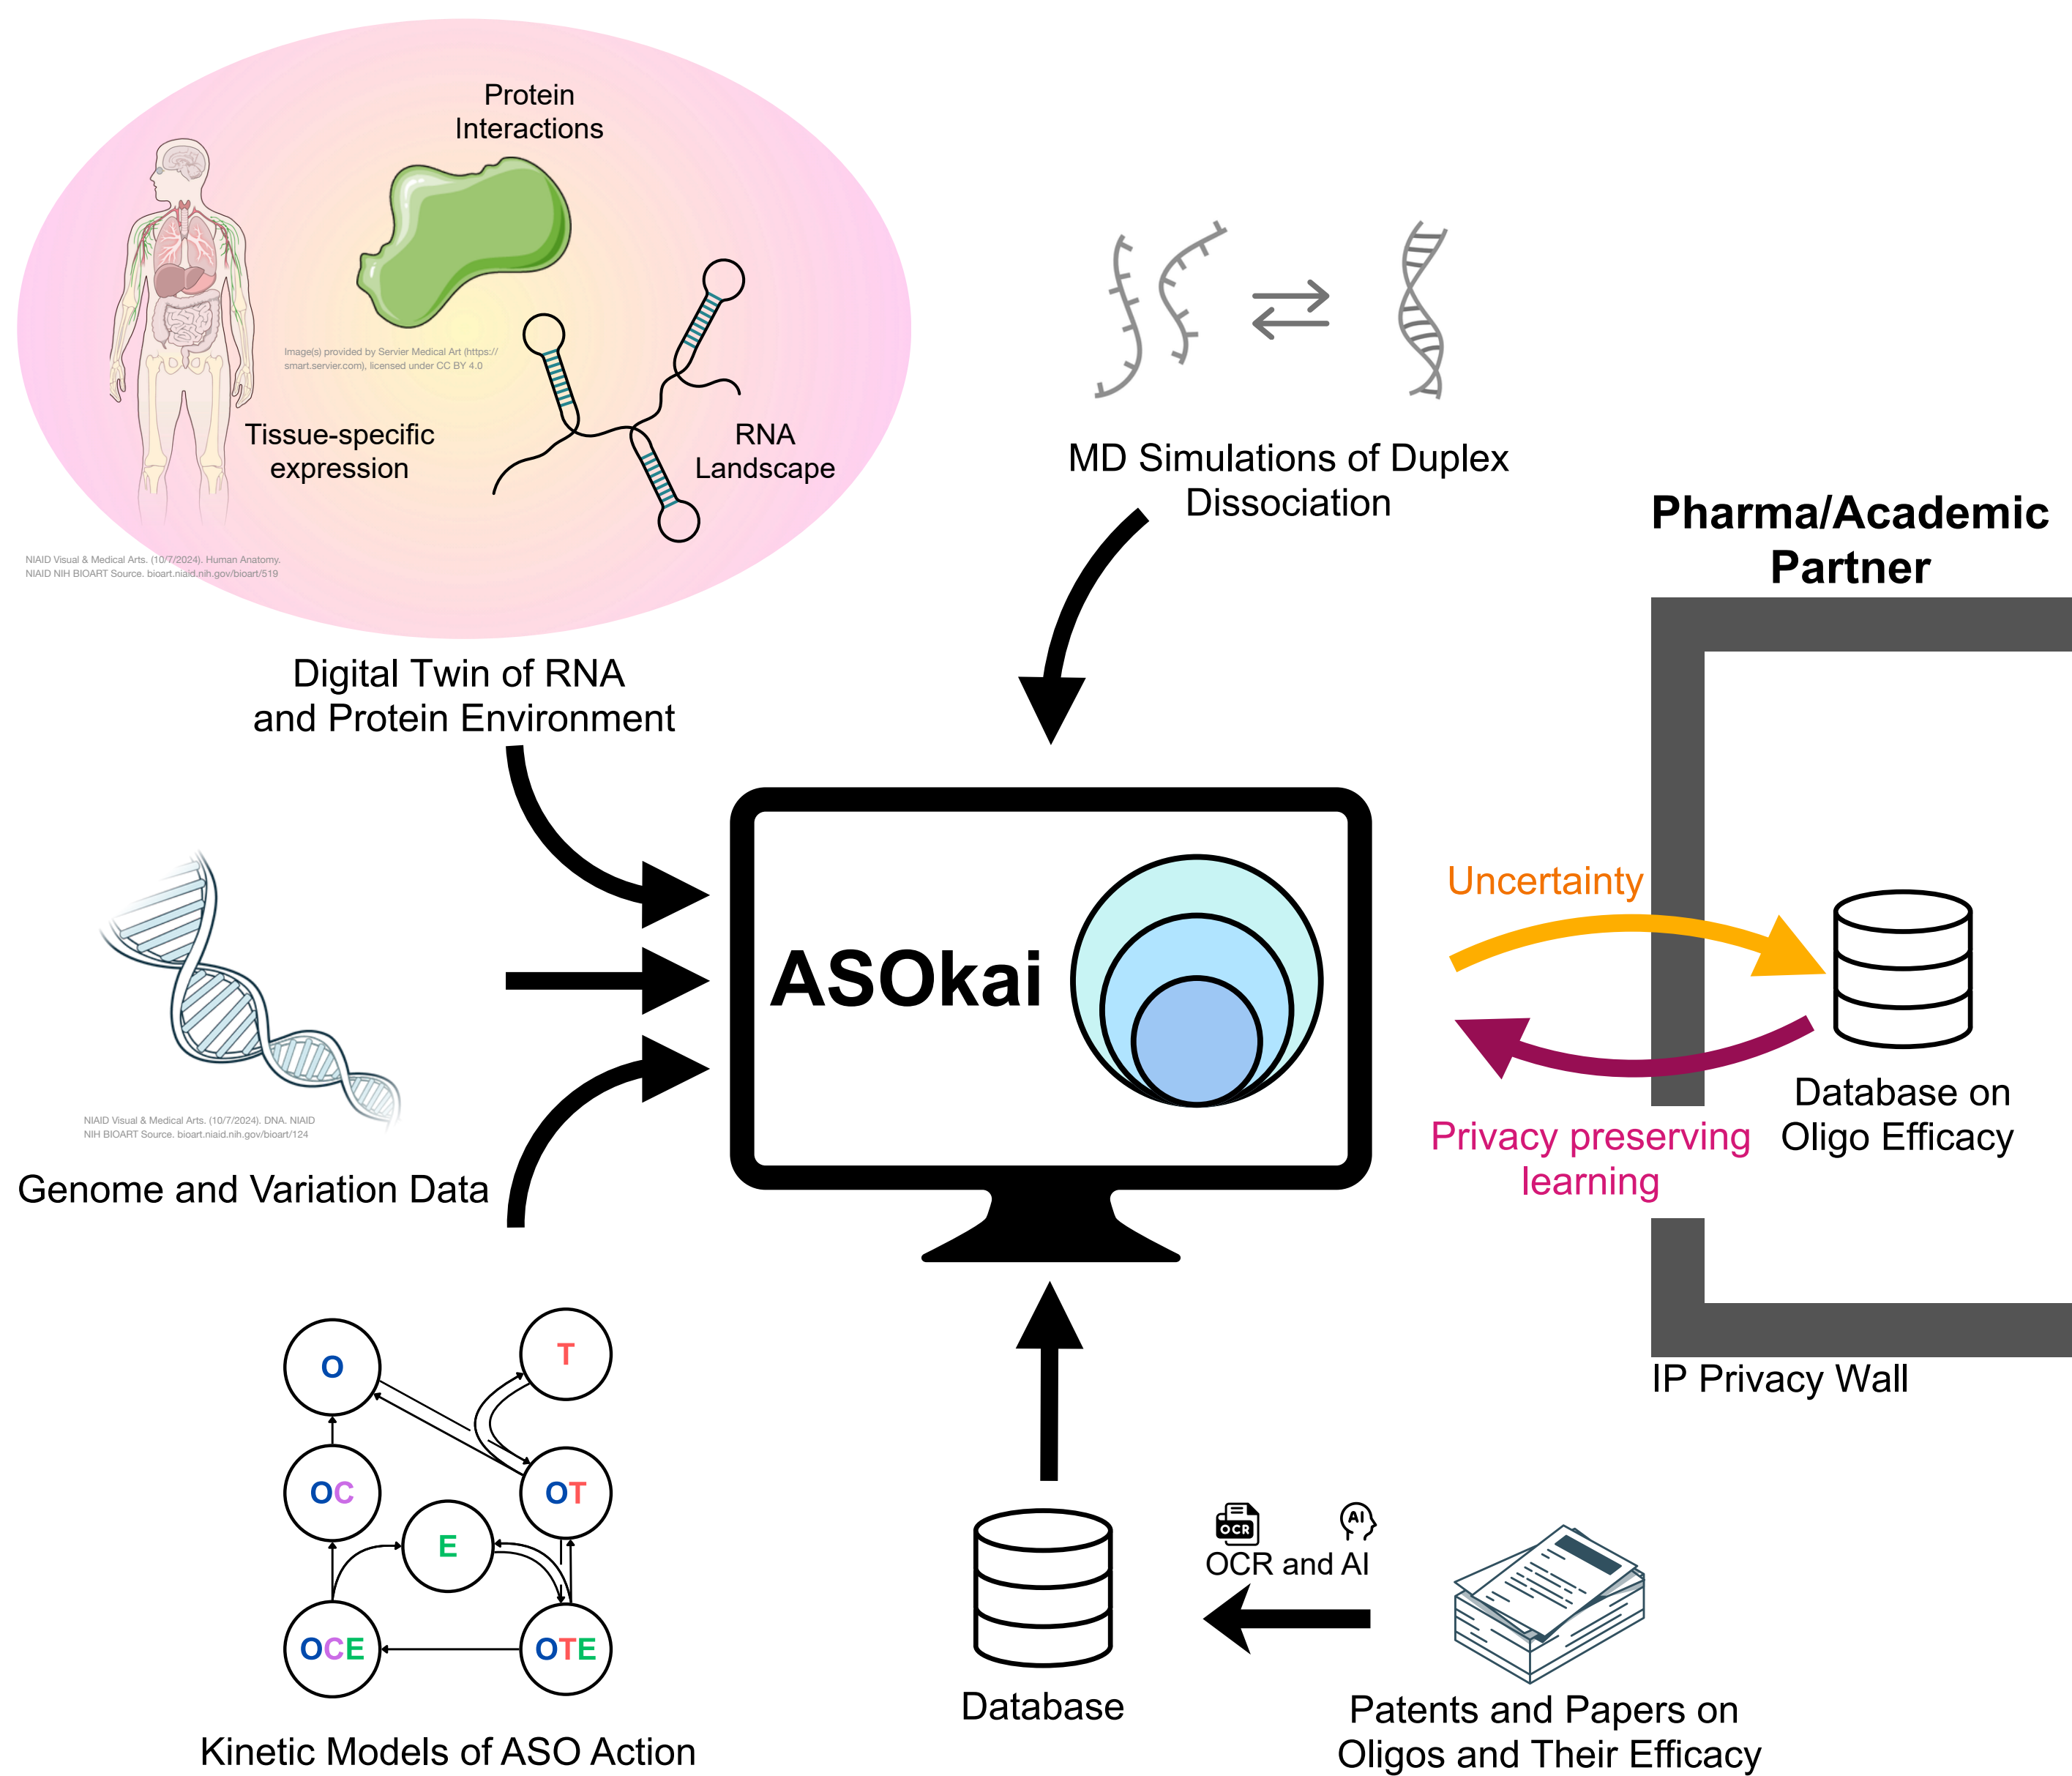 Protein
Interactions
Image(s) provided by Servier Medical Art (https://
smart.servier.com), licensed under CC BY 4.0
Tissue-specific
expression
RNA
Landscape
NIAID Visual & Medical Arts. (10/7/2024). Human Anatomy.
NIAID NIH BIOART Source. bioart.niaid.nih.gov/bioart/519
Digital Twin of RNA
and Protein Environment
MD Simulations of Duplex
Dissociation
Pharma/Academic
Partner
ASOkai
Uncertainty
Privacy preserving
learning
Database on
Oligo Efficacy
IP Privacy Wall
NIAID Visual & Medical Arts. (10/7/2024). DNA. NIAID
NIH BIOART Source. bioart.niaid.nih.gov/bioart/124
Genome and Variation Data
O
T
OC
OT
E
OCE
OTE
Kinetic Models of ASO Action
Database
OCR
AI
OCR and AI
Patents and Papers on
Oligos and Their Efficacy